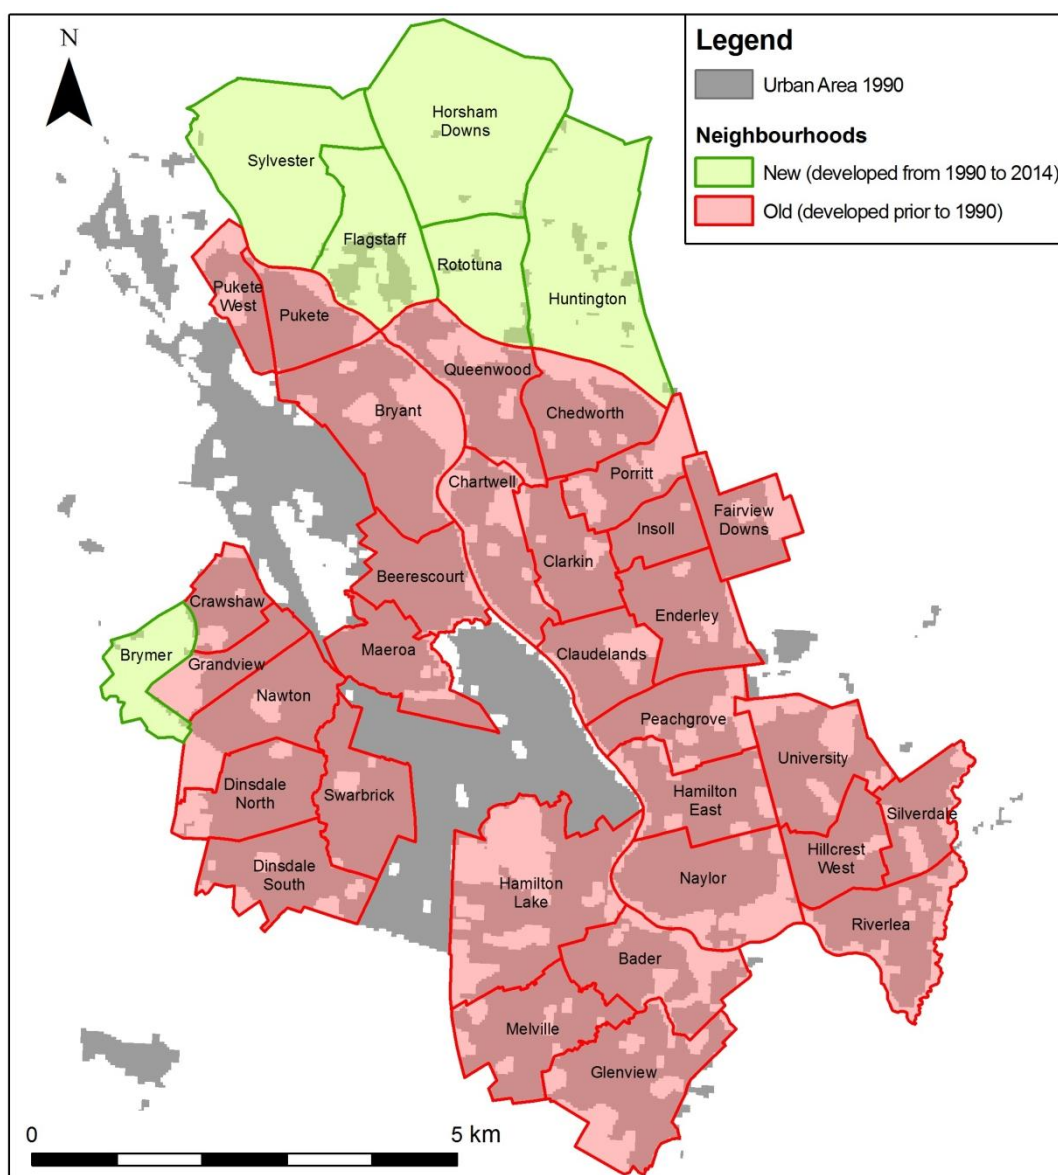 N
Legend
Urban Area 1990
Neighbourhoods
New (developed from 1990 to 2014)
Old (developed prior to 1990)
Horsham
Downs
Sylvester
Flagstaff
Rototuna
Huntington
Pukete
West
Pukete
Queenwood
Bryant
Chedworth
Chartwell
Porritt
Fairview
Downs
Insoll
Clarkin
Beerescourt
Crawshaw
Enderley
Brymer
Grandview
Maeroa
Claudelands
Nawton
Peachgrove
University
Dinsdale
North
Swarbrick
Hamilton
East
Silverdale
Hillcrest
West
Dinsdale
South
Hamilton
Lake
Naylor
Riverlea
Bader
Melville
Glenview
0
5 km